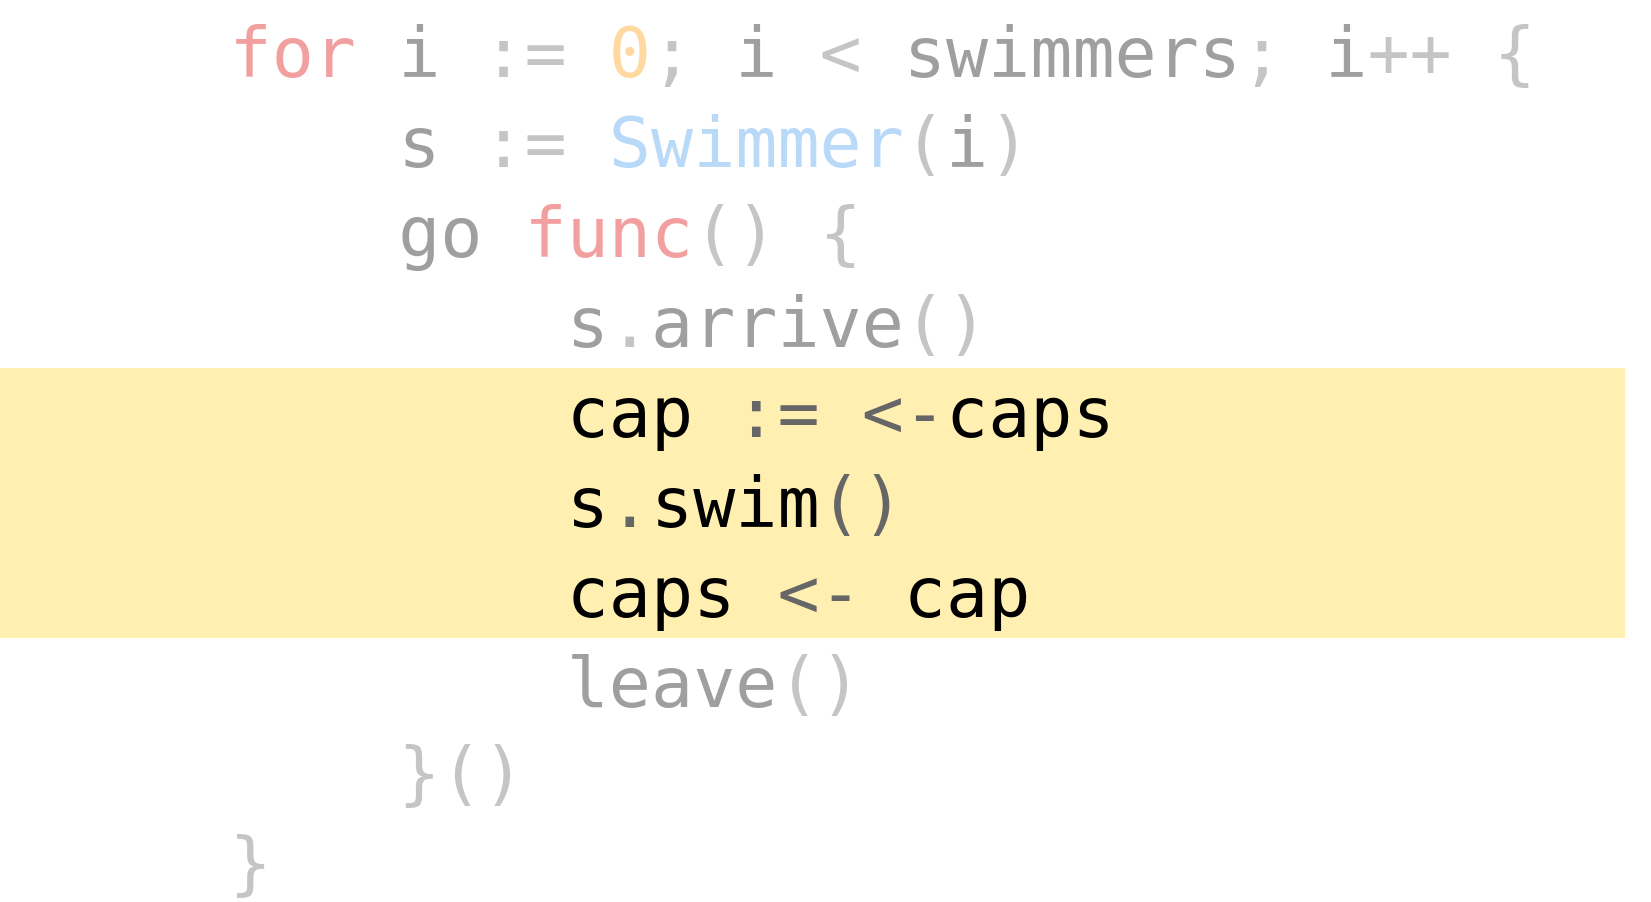 for i := 0; i < swimmers; i++ {
    s := Swimmer(i)
    go func() {
        s.arrive()
        cap := <-caps
        s.swim()
        caps <- cap
        leave()
    }()
}